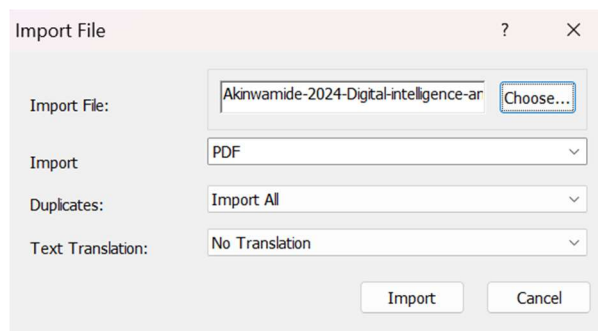 Import File ?
Import File: Akinwamide-2024-Digital-intelligence-an Choose...
Import PDF
Duplicates: Import All
Text Translation: No Translation
Import Cancel